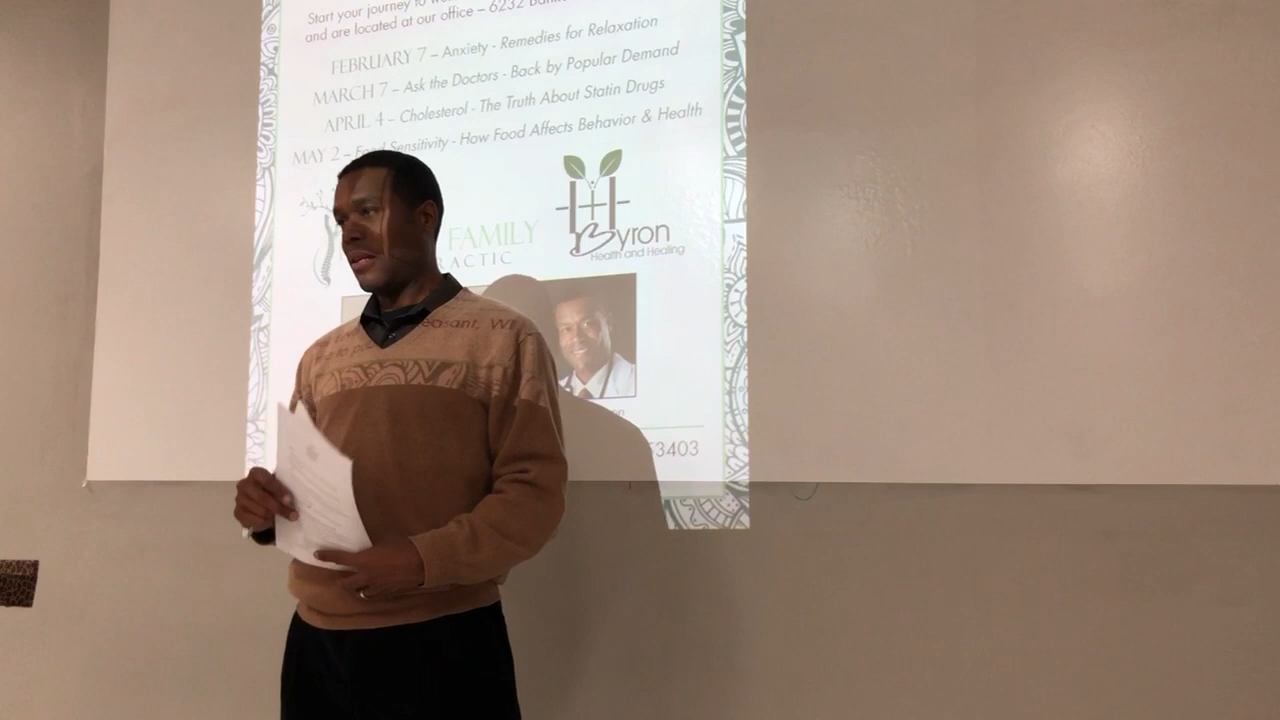 Start your journey to
and are located at our office – 6232
FEBRUARY 7 – Anxiety - Remedies for Relaxation
MARCH 7 – Ask the Doctors - Back by Popular Demand
APRIL 4 – Cholesterol - The Truth About Statin Drugs
MAY 2 – Food Sensitivity - How Food Affects Behavior & Health
FAMILY
RACTIC
H
Byron
Health and Healing
easant, WI
53403